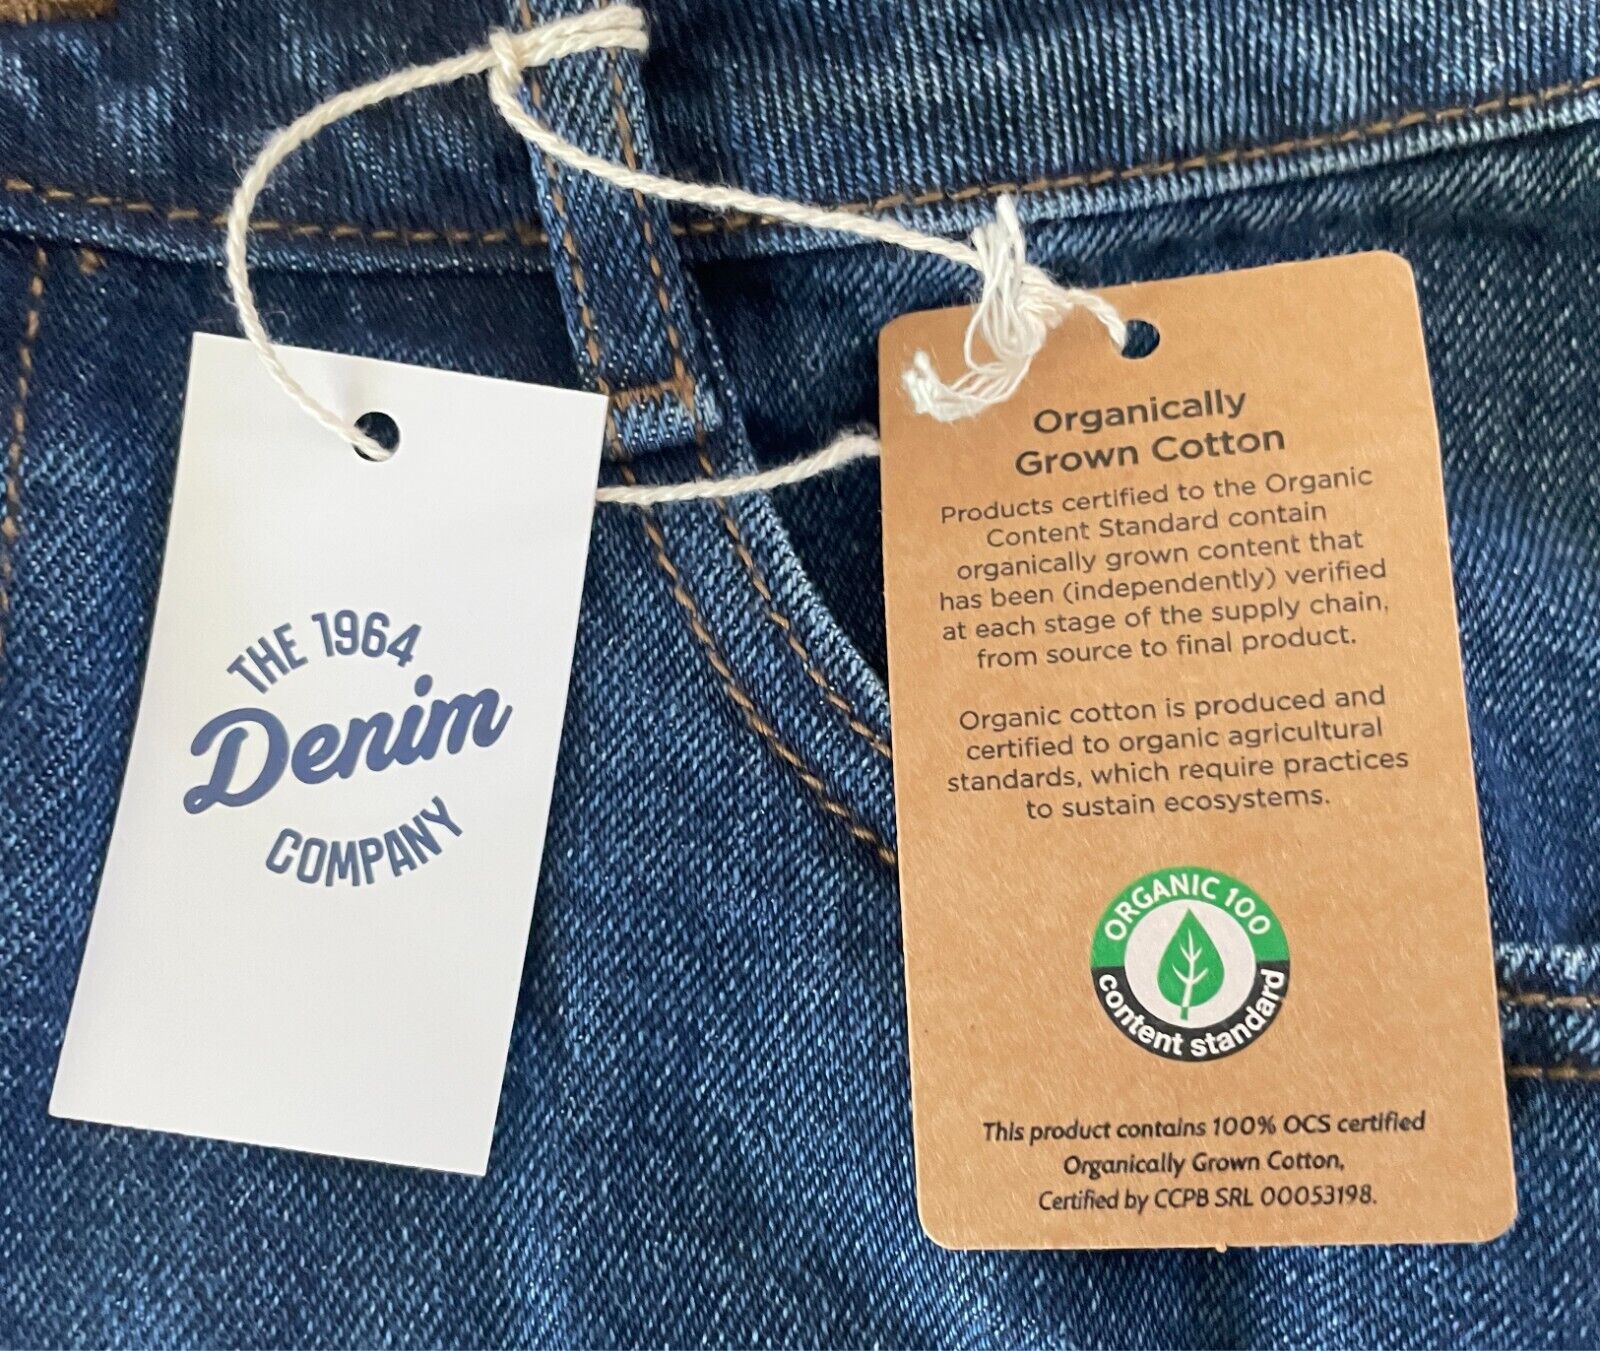 THE 1964
Denim
COMPANY
Organically
Grown Cotton
Products certified to the Organic
Content Standard contain
organically grown content that
has been (independently) verified
at each stage of the supply chain,
from source to final product.
Organic cotton is produced and
certified to organic agricultural
standards, which require practices
to sustain ecosystems.
ORGANIC 100
content standard
This product contains 100% OCS certified
Organically Grown Cotton,
Certified by CCPB SRL 00053198.